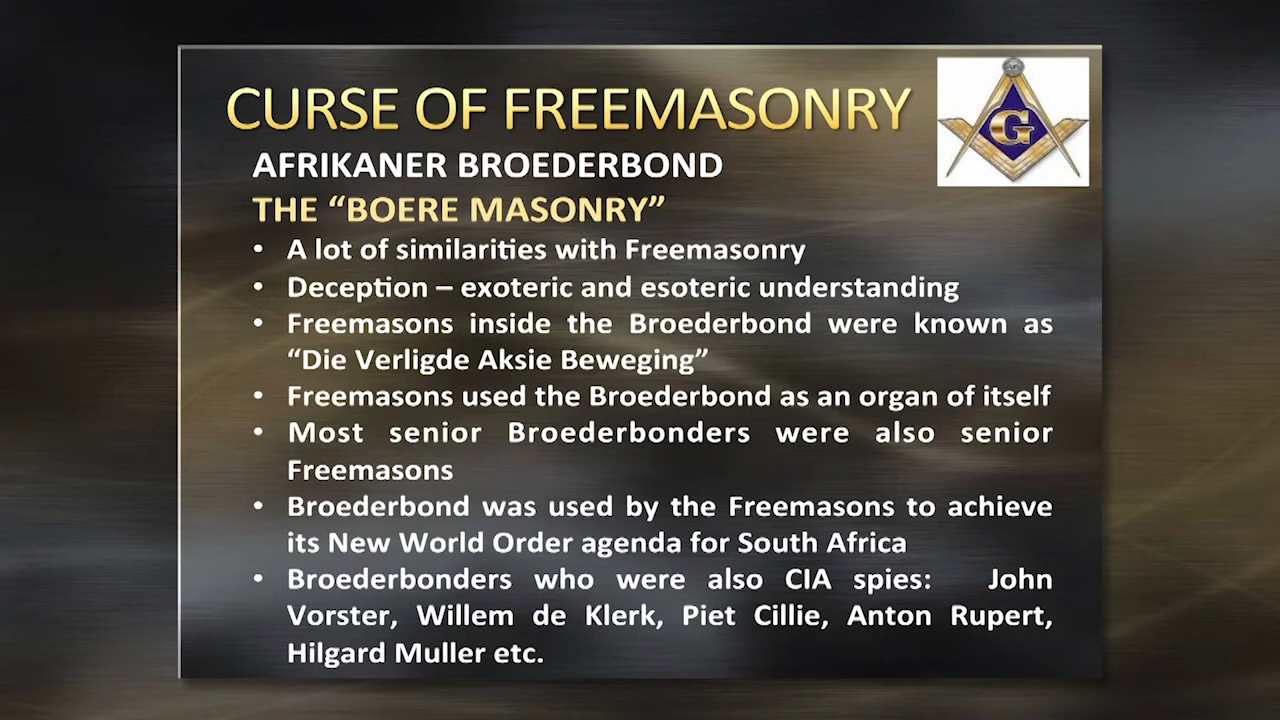 CURSE OF FREEMASONRY
G
AFRIKANER BROEDERBOND
THE “BOERE MASONRY”
• A lot of similarities with Freemasonry
• Deception – exoteric and esoteric understanding
• Freemasons inside the Broederbond were known as
“Die Verligde Aksie Beweging”
• Freemasons used the Broederbond as an organ of itself
• Most senior Broederbonders were also senior
Freemasons
• Broederbond was used by the Freemasons to achieve
its New World Order agenda for South Africa
• Broederbonders who were also CIA spies: John
Vorster, Willem de Klerk, Piet Cillie, Anton Rupert,
Hilgard Muller etc.